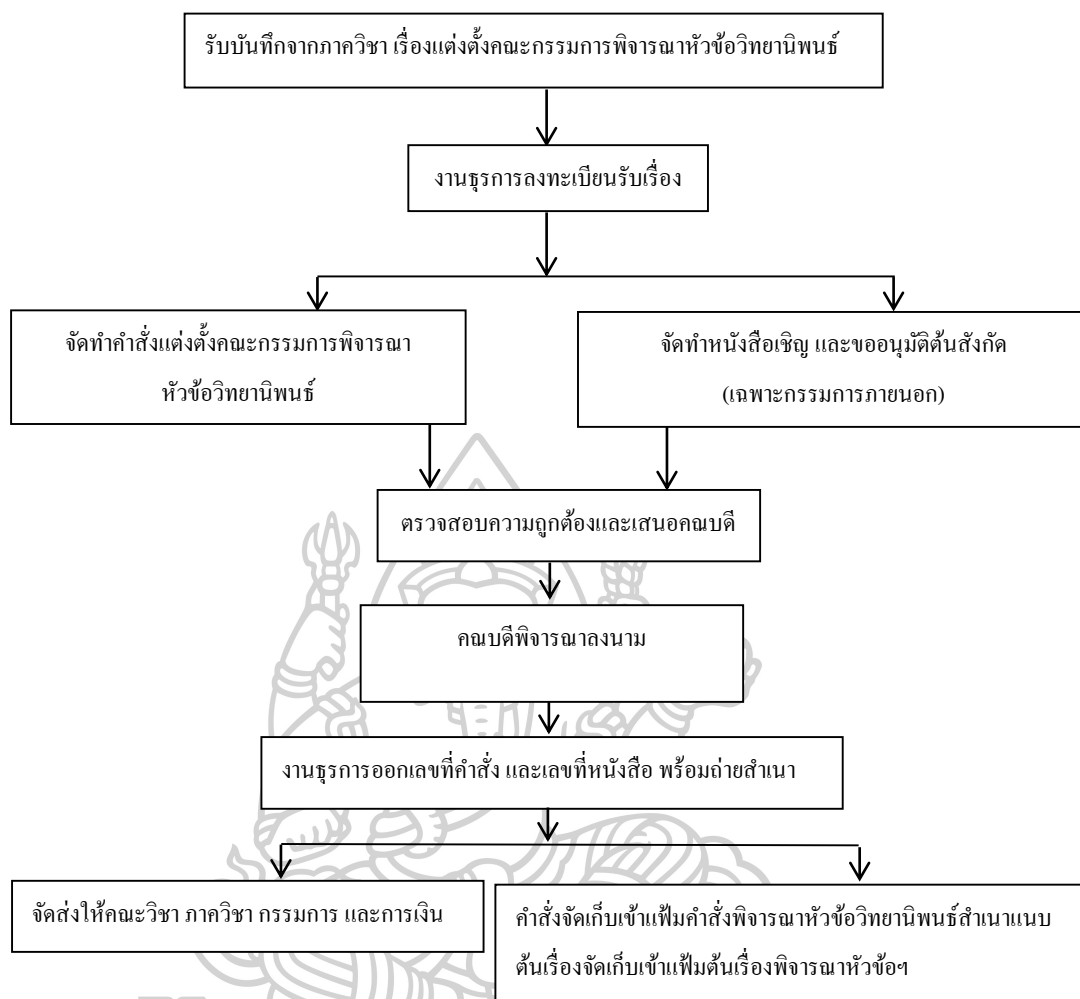 รับบันทึกจากภาควิชา เรื่องแต่งตั้งคณะกรรมการพิจารณาหัวข้อวิทยานิพนธ์
งานธุรการลงทะเบียนรับเรื่อง
จัดทำคำสั่งแต่งตั้งคณะกรรมการพิจารณา
หัวข้อวิทยานิพนธ์
จัดทำหนังสือเชิญ และขออนุมัติต้นสังกัด
(เฉพาะกรรมการภายนอก)
ตรวจสอบความถูกต้องและเสนอคณบดี
คณบดีพิจารณาลงนาม
งานธุรการออกเลขที่คำสั่ง และเลขที่หนังสือ พร้อมถ่ายสำเนา
จัดส่งให้คณะวิชา ภาควิชา กรรมการ และการเงิน
คำสั่งจัดเก็บเข้าแฟ้มคำสั่งพิจารณาหัวข้อวิทยานิพนธ์สำเนาแนบ
ต้นเรื่องจัดเก็บเข้าแฟ้มต้นเรื่องพิจารณาหัวข้อฯ